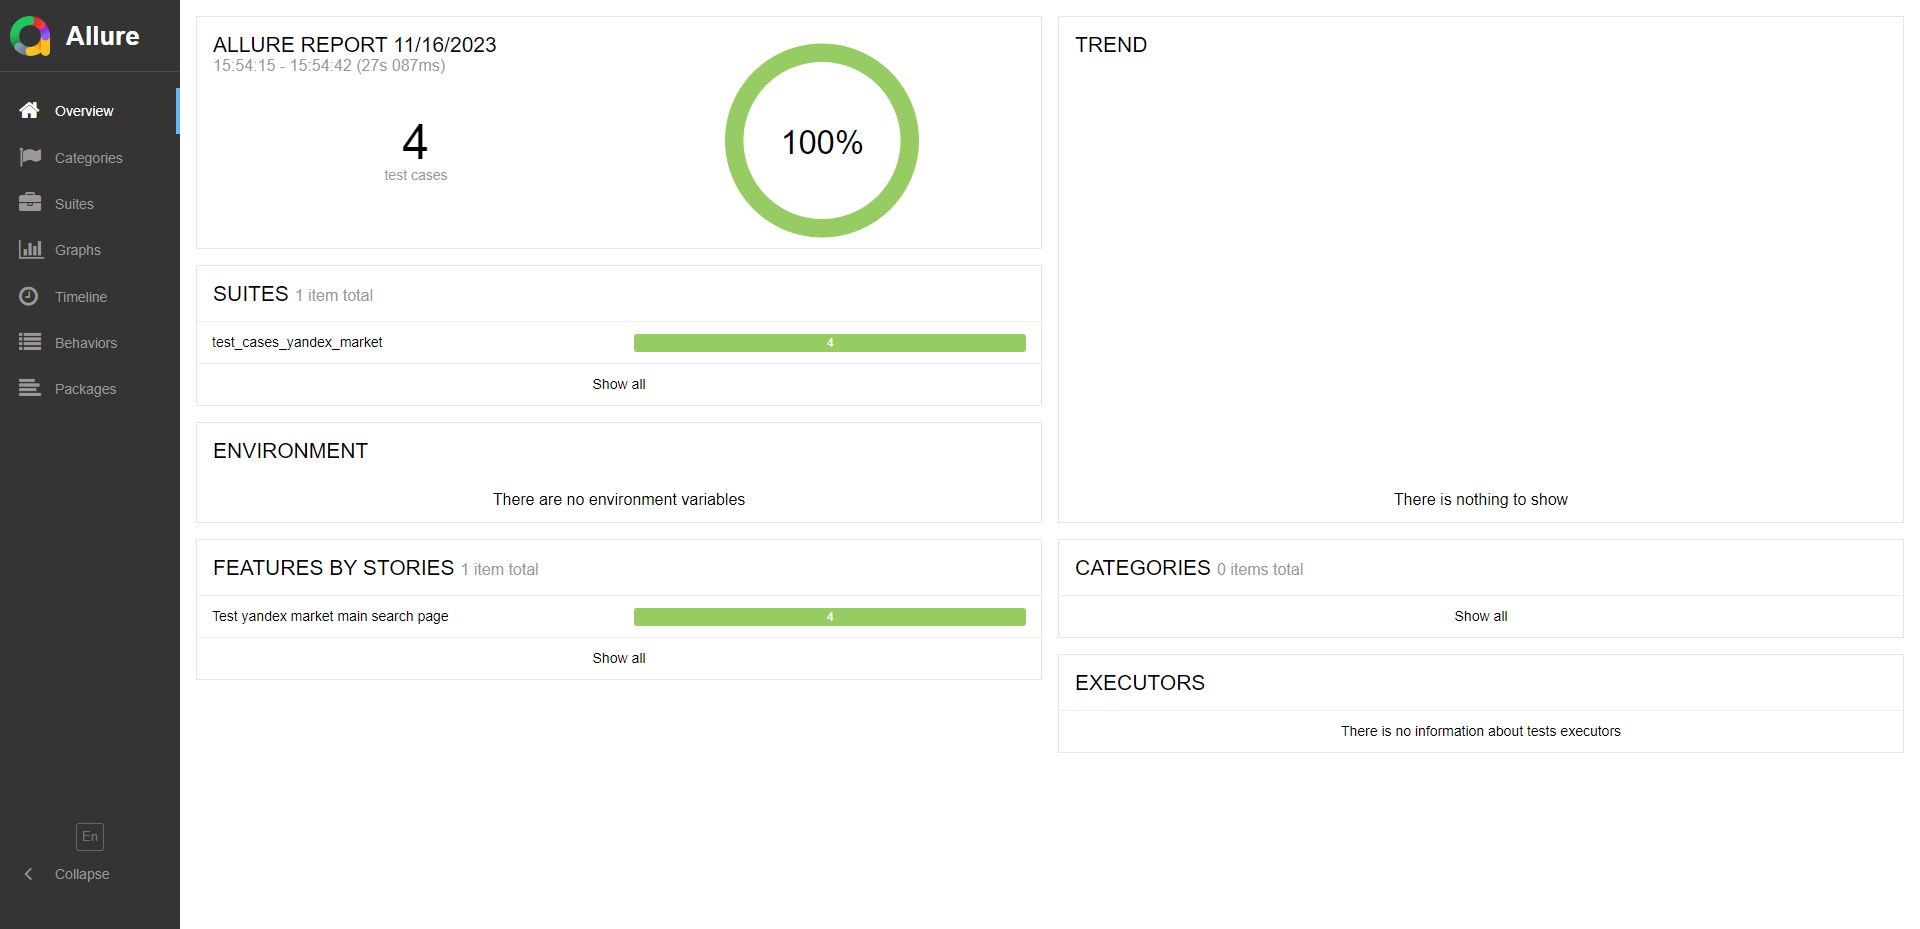 Allure
Overview
Categories
Suites
Graphs
Timeline
Behaviors
Packages
En
Collapse
ALLURE REPORT 11/16/2023
15:54:15 - 15:54:42 (27s 087ms)
4
test cases
100%
SUITES 1 item total
test_cases_yandex_market 4
Show all
ENVIRONMENT
There are no environment variables
FEATURES BY STORIES 1 item total
Test yandex market main search page 4
Show all
TREND
There is nothing to show
CATEGORIES 0 items total
Show all
EXECUTORS
There is no information about tests executors